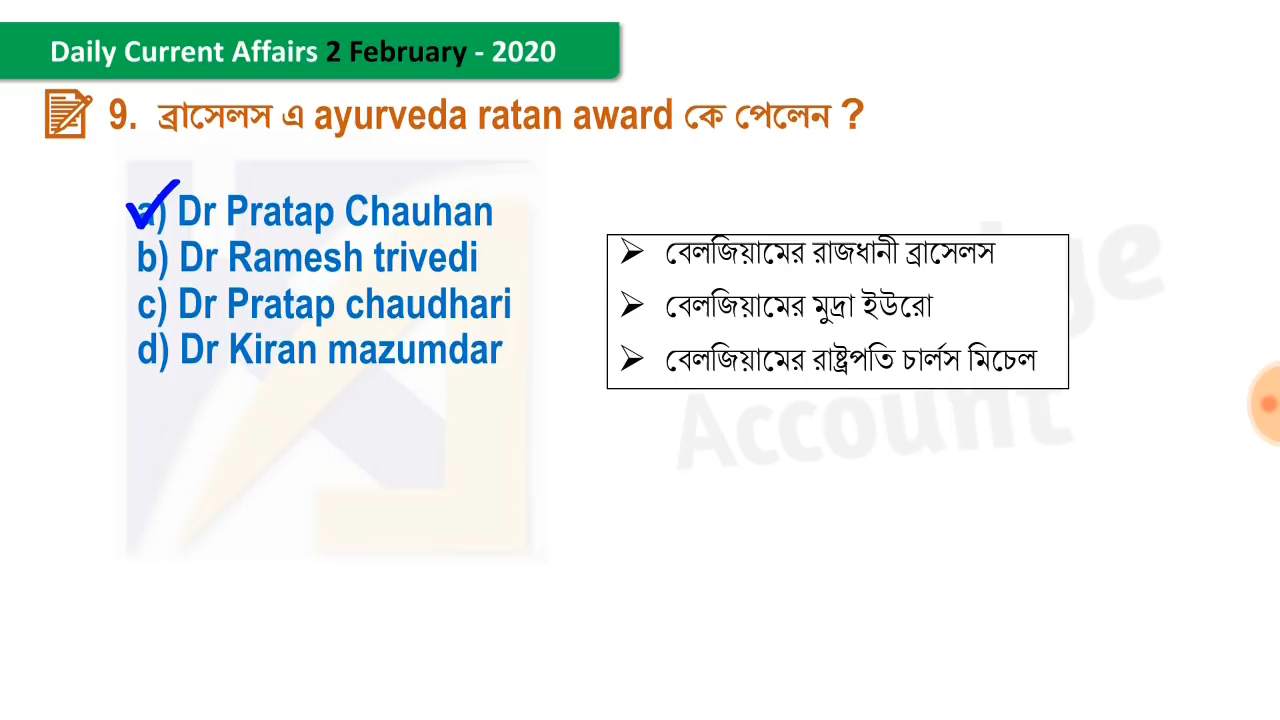 Daily Current Affairs 2 February - 2020
9. ব্রাসেলস এ ayurveda ratan award কে পেলেন ?
a) Dr Pratap Chauhan
b) Dr Ramesh trivedi
c) Dr Pratap chaudhari
d) Dr Kiran mazumdar
➢ বেলজিয়ামের রাজধানী ব্রাসেলস
➢ বেলজিয়ামের মুদ্রা ইউরো
➢ বেলজিয়ামের রাষ্ট্রপতি চার্লস মিচেল
Account